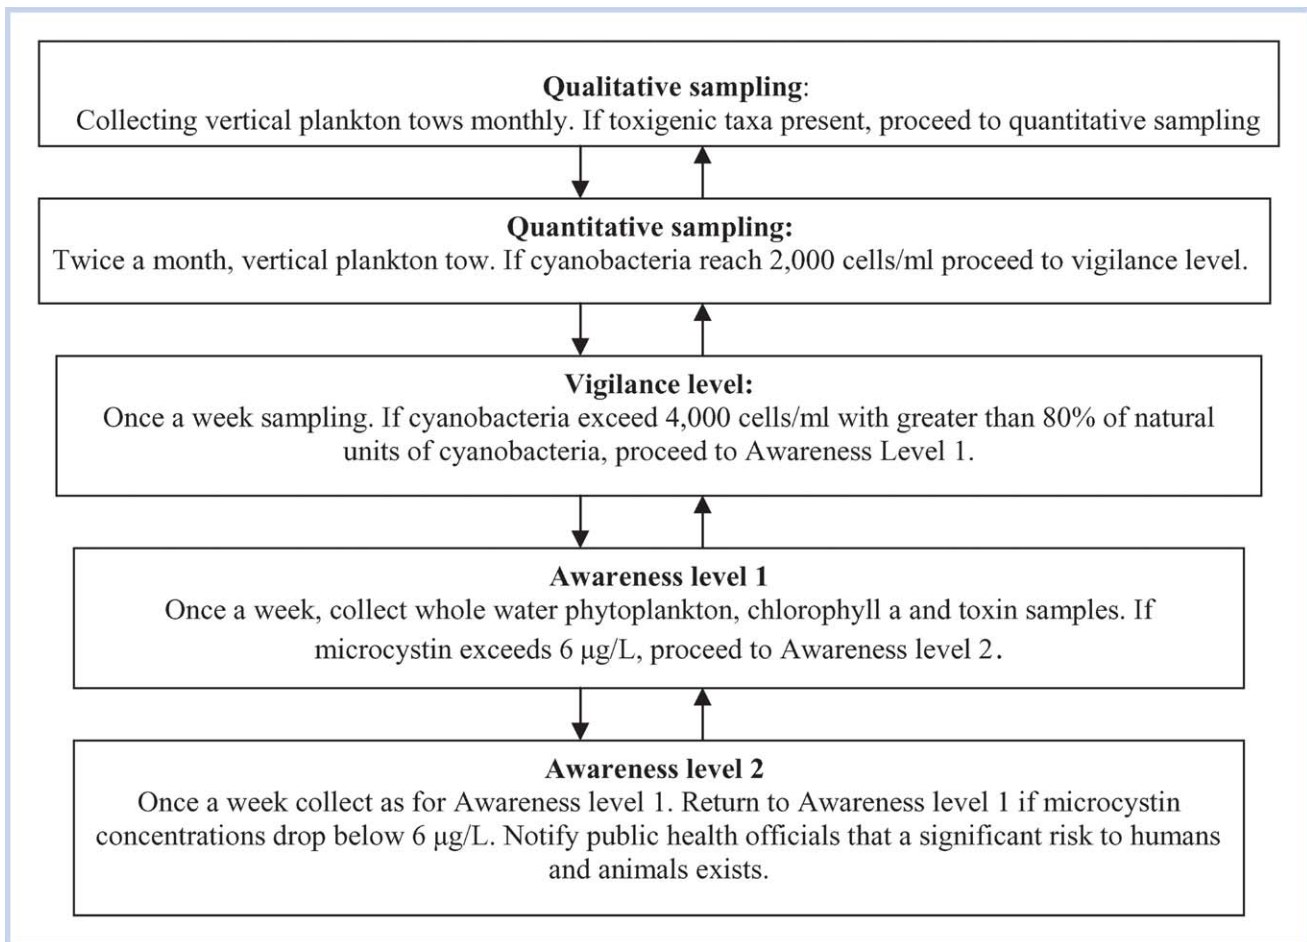 Qualitative sampling:
Collecting vertical plankton tows monthly. If toxigenic taxa present, proceed to quantitative sampling
Quantitative sampling:
Twice a month, vertical plankton tow. If cyanobacteria reach 2,000 cells/ml proceed to vigilance level.
Vigilance level:
Once a week sampling. If cyanobacteria exceed 4,000 cells/ml with greater than 80% of natural
units of cyanobacteria, proceed to Awareness Level 1.
Awareness level 1
Once a week, collect whole water phytoplankton, chlorophyll a and toxin samples. If
microcystin exceeds 6 μg/L, proceed to Awareness level 2.
Awareness level 2
Once a week collect as for Awareness level 1. Return to Awareness level 1 if microcystin
concentrations drop below 6 μg/L. Notify public health officials that a significant risk to humans
and animals exists.